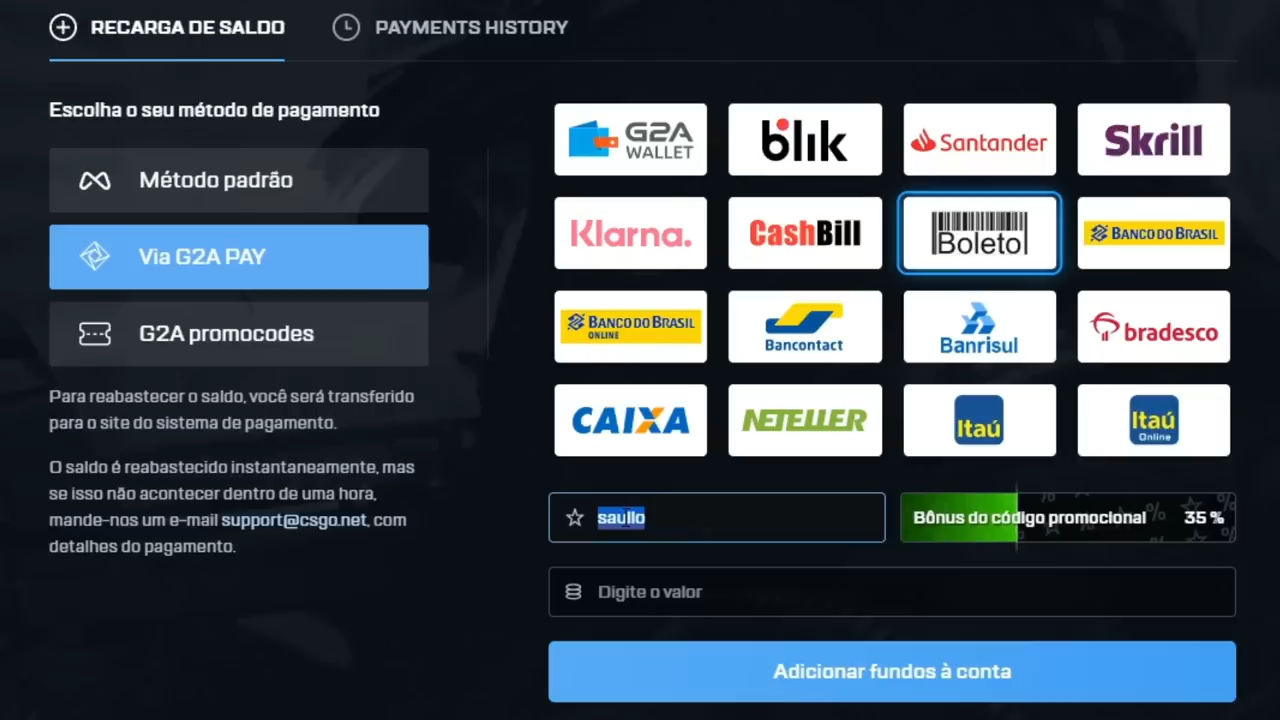 RECARGA DE SALDO
PAYMENTS HISTORY
Escolha o seu método de pagamento
Método padrão
Via G2A PAY
G2A promocodes
Para reabastecer o saldo, você será transferido
para o site do sistema de pagamento.
O saldo é reabastecido instantaneamente, mas
se isso não acontecer dentro de uma hora,
mande-nos um e-mail support@csgo.net, com
detalhes do pagamento.
G2A
WALLET
blik
Santander
Skrill
Klarna.
CashBill
Boleto
BANCO DO BRASIL
BANCO DO BRASIL
ONLINE
Bancontact
Banrisul
bradesco
CAIXA
NETELLER
Itaú
Itaú
Online
saullo
Bônus do código promocional 35 %
Digite o valor
Adicionar fundos à conta